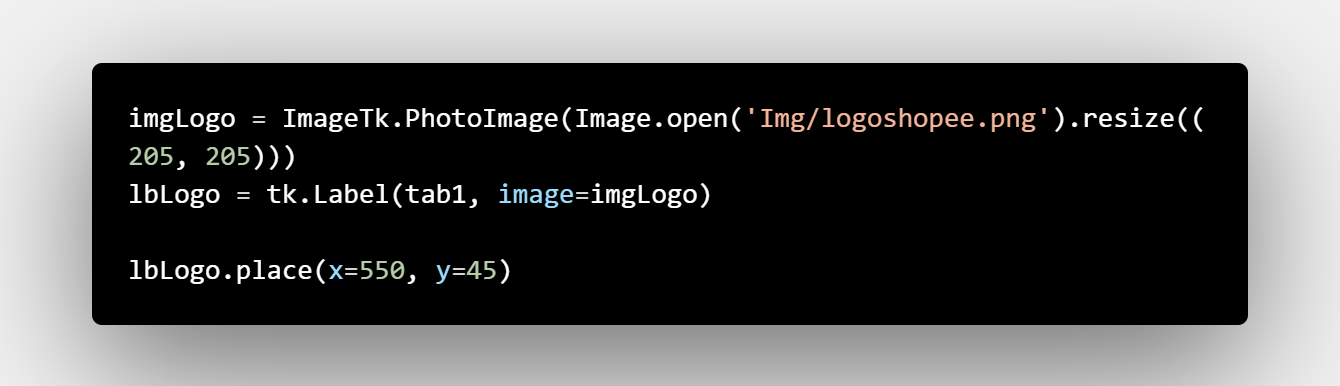 imgLogo = ImageTk.PhotoImage(Image.open('Img/logoshopee.png').resize((
205, 205)))
lbLogo = tk.Label(tab1, image=imgLogo)
lbLogo.place(x=550, y=45)